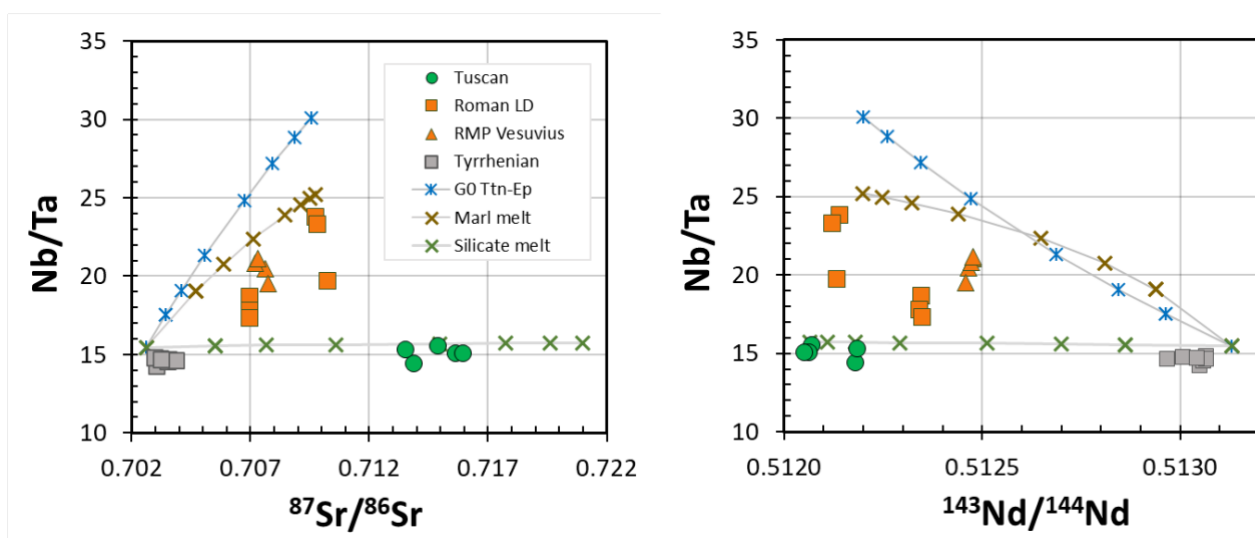 35
30
25
20
15
10
Nb/Ta
0.702
0.707
0.712
0.717
0.722
⁸⁷Sr/⁸⁶Sr
Tuscan
Roman LD
RMP Vesuvius
Tyrrhenian
G0 Ttn-Ep
Marl melt
Silicate melt
35
30
25
20
15
10
Nb/Ta
0.5120
0.5125
0.5130
¹⁴³Nd/¹⁴⁴Nd